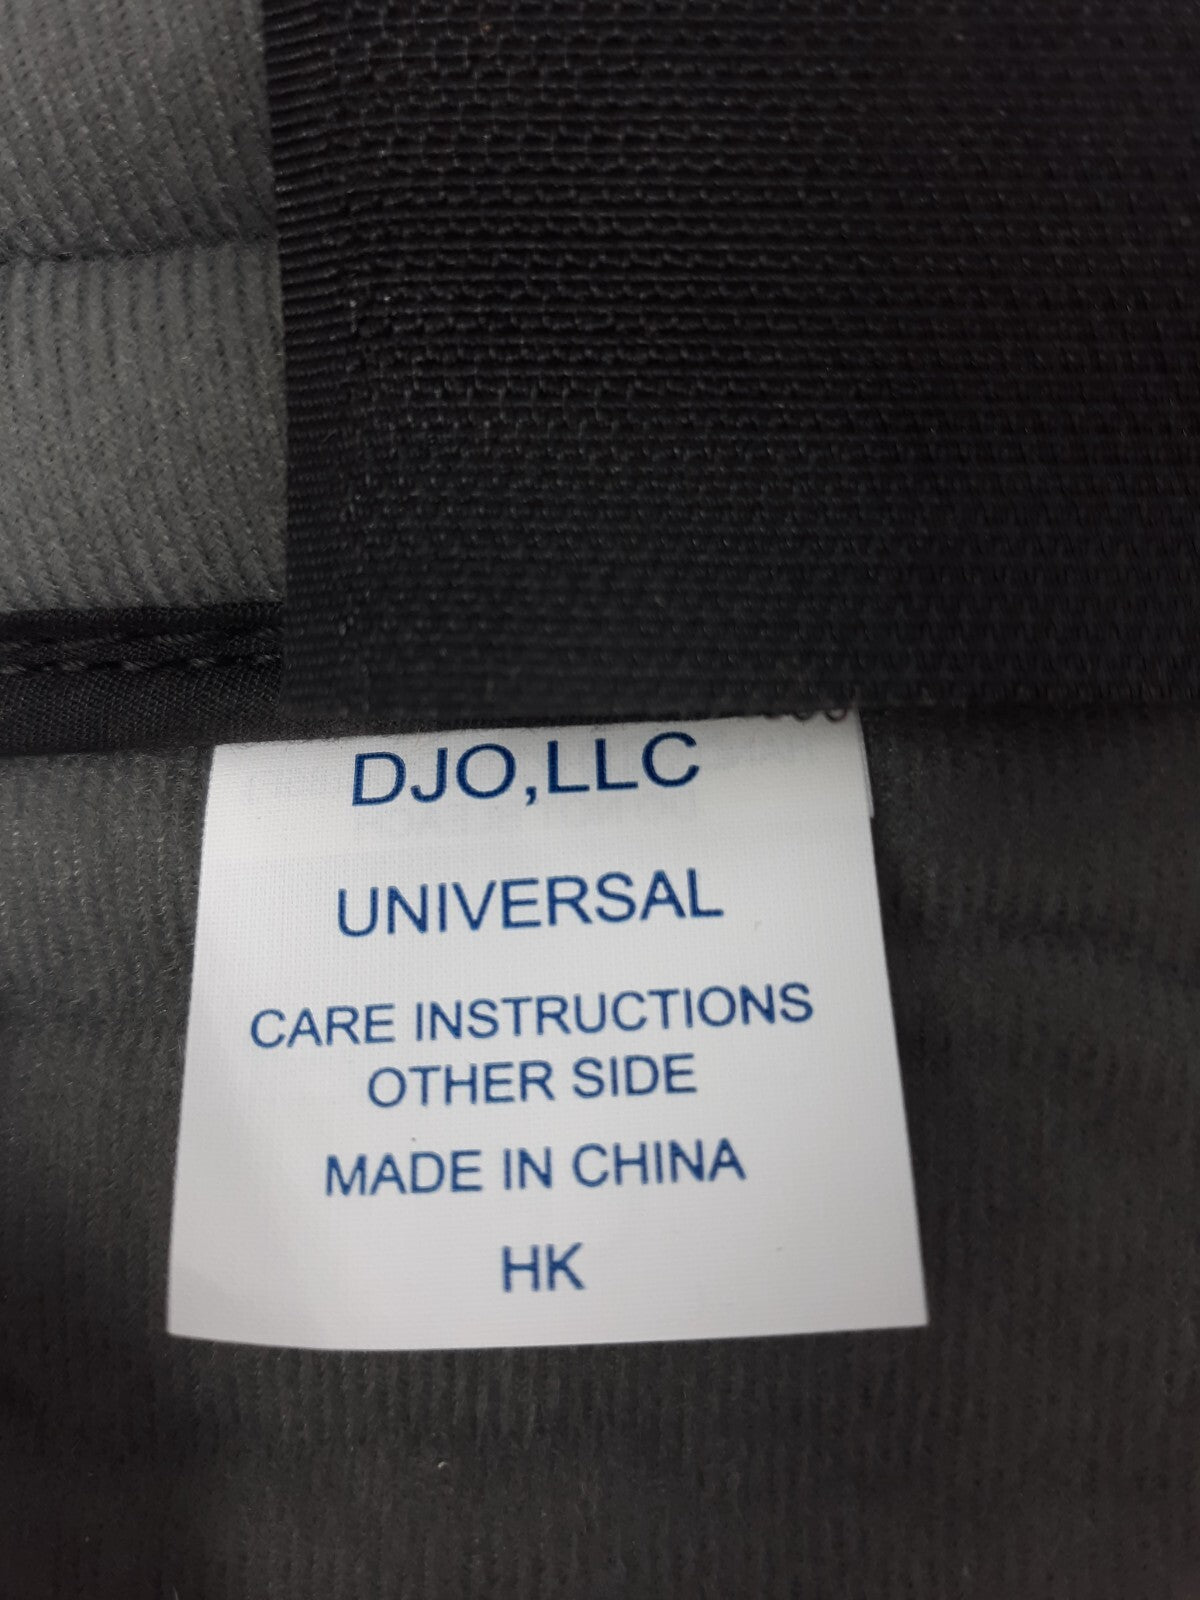 DJO,LLC
UNIVERSAL
CARE INSTRUCTIONS
OTHER SIDE
MADE IN CHINA
HK